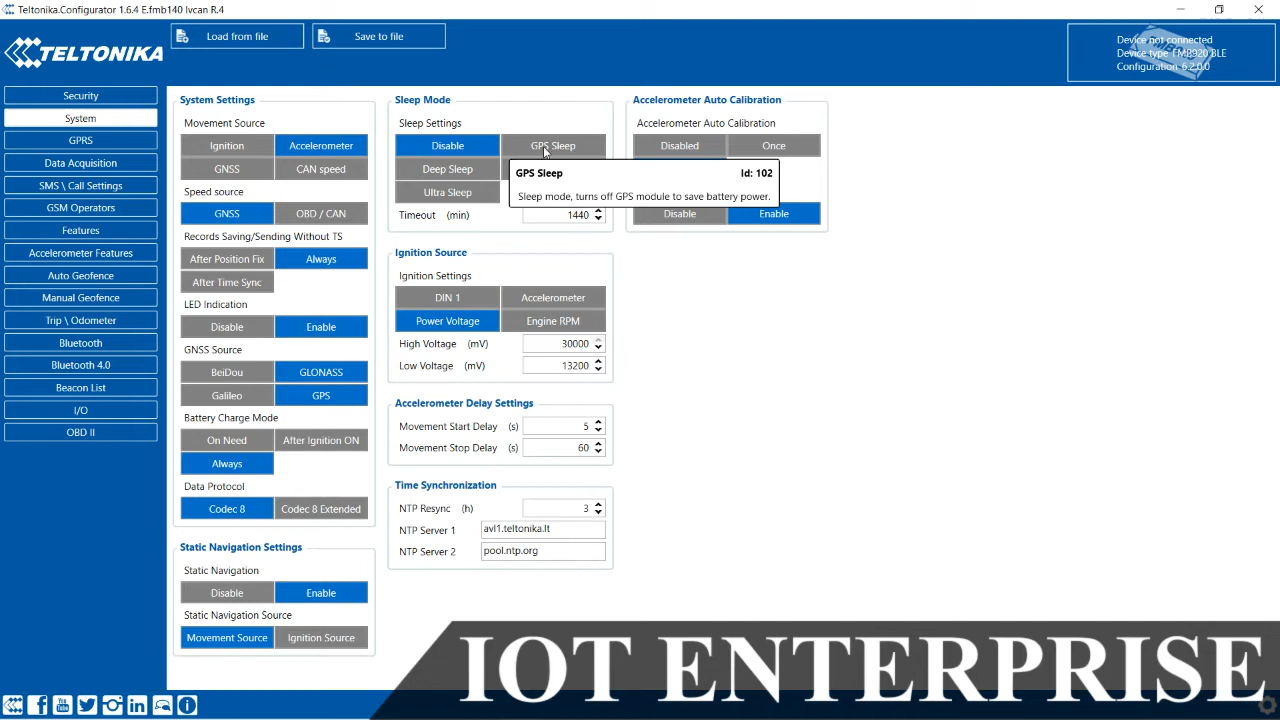 Teltonika.Configurator 1.6.4 E.fmb140 lvcan R.4
TELTONIKA
Load from file
Save to file
Device not connected
Device type FMB920 BLE
Configuration 6.2.0.0
Security
System
GPRS
Data Acquisition
SMS \ Call Settings
GSM Operators
Features
Accelerometer Features
Auto Geofence
Manual Geofence
Trip \ Odometer
Bluetooth
Bluetooth 4.0
Beacon List
I/O
OBD II
System Settings
Movement Source
Ignition Accelerometer
GNSS CAN speed
Speed source
GNSS OBD / CAN
Records Saving/Sending Without TS
After Position Fix Always
After Time Sync
LED Indication
Disable Enable
GNSS Source
BeiDou GLONASS
Galileo GPS
Battery Charge Mode
On Need After Ignition ON
Always
Data Protocol
Codec 8 Codec 8 Extended
Static Navigation Settings
Static Navigation
Disable Enable
Static Navigation Source
Movement Source Ignition Source
Sleep Mode
Sleep Settings
Disable GPS Sleep
Deep Sleep
Ultra Sleep
Timeout (min) 1440
GPS Sleep Id: 102
Sleep mode, turns off GPS module to save battery power.
Ignition Source
Ignition Settings
DIN 1 Accelerometer
Power Voltage Engine RPM
High Voltage (mV) 30000
Low Voltage (mV) 13200
Accelerometer Delay Settings
Movement Start Delay (s) 5
Movement Stop Delay (s) 60
Time Synchronization
NTP Resync (h) 3
NTP Server 1 avl1.teltonika.lt
NTP Server 2 pool.ntp.org
Accelerometer Auto Calibration
Accelerometer Auto Calibration
Disabled Once
Disable Enable
IOT ENTERPRISE